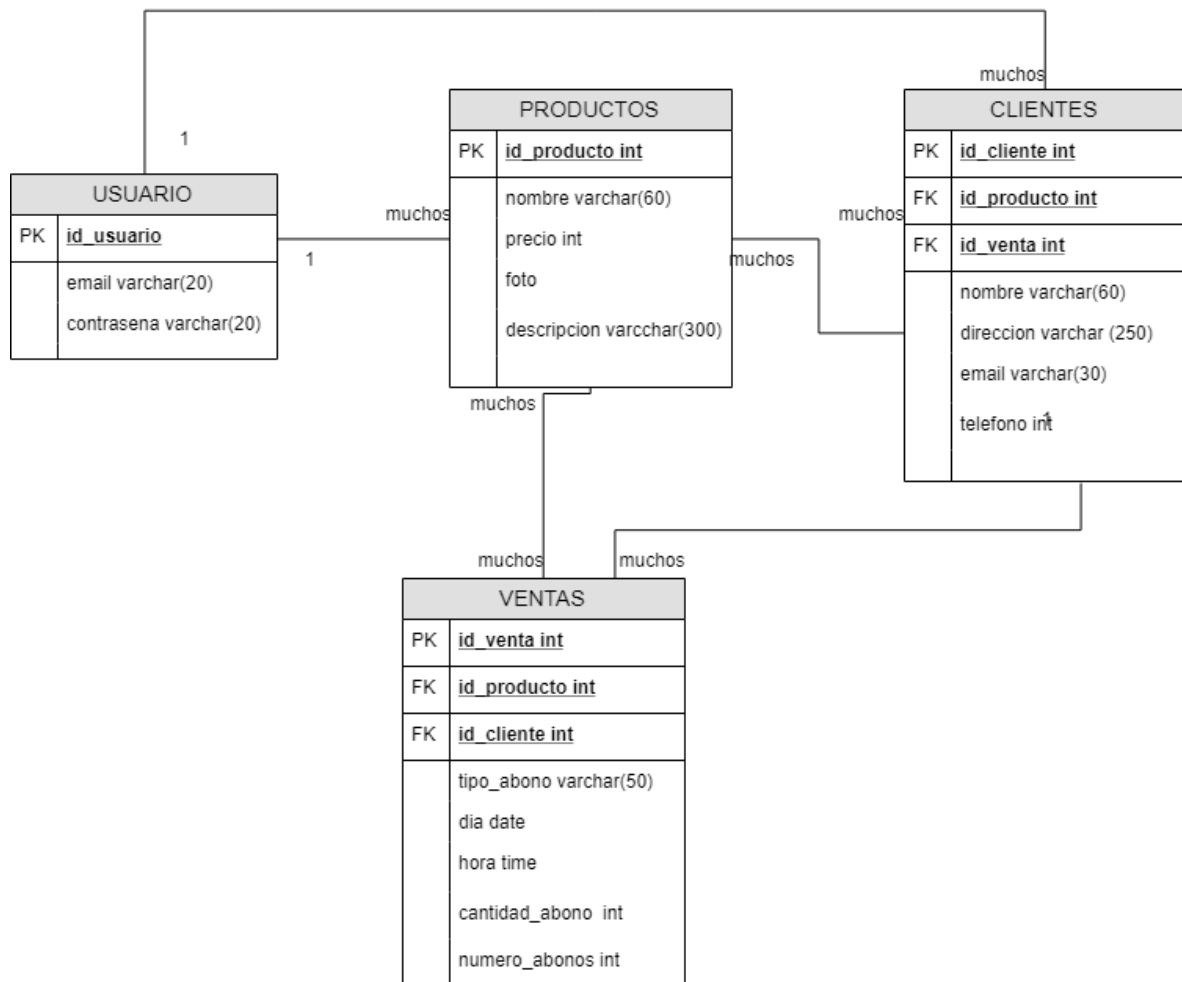 muchos
1
USUARIO
PK id_usuario
email varchar(20)
contrasena varchar(20)
1
muchos
PRODUCTOS
PK id_producto int
nombre varchar(60)
precio int
foto
descripcion varcchar(300)
muchos
muchos
muchos
CLIENTES
PK id_cliente int
FK id_producto int
FK id_venta int
nombre varchar(60)
direccion varchar (250)
email varchar(30)
telefono int
1
muchos
muchos
VENTAS
PK id_venta int
FK id_producto int
FK id_cliente int
tipo_abono varchar(50)
dia date
hora time
cantidad_abono int
numero_abonos int